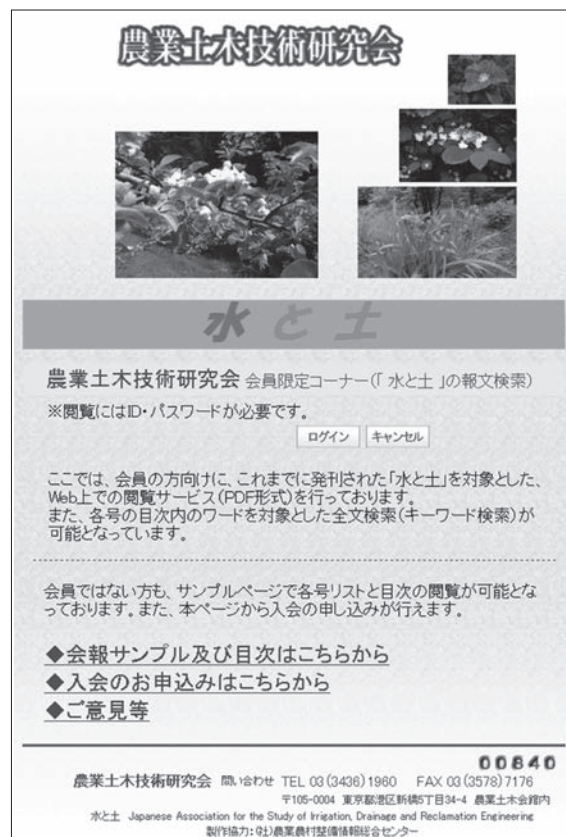 農業土木技術研究会
水と土
農業土木技術研究会 会員限定コーナー(「 水と土 」の報文検索)
※閲覧にはID・パスワードが必要です。
ログイン キャンセル
ここでは、会員の方向けに、これまでに発刊された「水と土」を対象とした、
Web上での閲覧サービス(PDF形式)を行っております。
また、各号の目次内のワードを対象とした全文検索(キーワード検索)が
可能となっています。
会員ではない方も、サンプルページで各号リストと目次の閲覧が可能とな
っております。また、本ページから入会の申し込みが行えます。
◆会報サンプル及び目次はこちらから
◆入会のお申込みはこちらから
◆ご意見等
00840
農業土木技術研究会 問い合わせ TEL 03(3436)1960 FAX 03(3578)7176
〒105-0004 東京都港区新橋5丁目34-4 農業土木会館内
水と土 Japanese Association for the Study of Irrigation, Drainage and Reclamation Engineering
製作協力:(社)農業農村整備情報総合センター